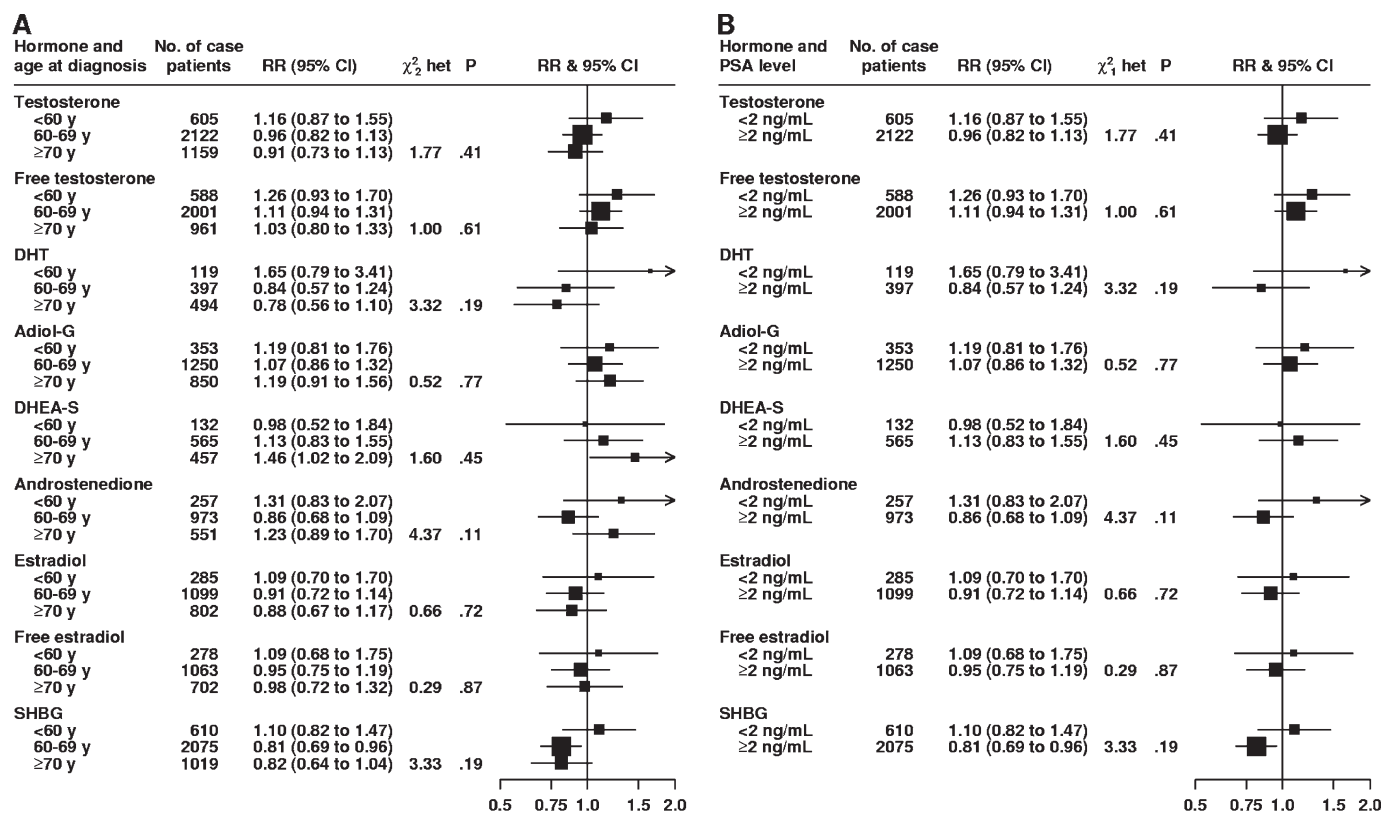 A
Hormone and No. of case
age at diagnosis patients RR (95% CI) χ²₂ het P RR & 95% CI
Testosterone
<60 y 605 1.16 (0.87 to 1.55)
60-69 y 2122 0.96 (0.82 to 1.13)
≥70 y 1159 0.91 (0.73 to 1.13) 1.77 .41
Free testosterone
<60 y 588 1.26 (0.93 to 1.70)
60-69 y 2001 1.11 (0.94 to 1.31)
≥70 y 961 1.03 (0.80 to 1.33) 1.00 .61
DHT
<60 y 119 1.65 (0.79 to 3.41)
60-69 y 397 0.84 (0.57 to 1.24)
≥70 y 494 0.78 (0.56 to 1.10) 3.32 .19
Adiol-G
<60 y 353 1.19 (0.81 to 1.76)
60-69 y 1250 1.07 (0.86 to 1.32)
≥70 y 850 1.19 (0.91 to 1.56) 0.52 .77
DHEA-S
<60 y 132 0.98 (0.52 to 1.84)
60-69 y 565 1.13 (0.83 to 1.55)
≥70 y 457 1.46 (1.02 to 2.09) 1.60 .45
Androstenedione
<60 y 257 1.31 (0.83 to 2.07)
60-69 y 973 0.86 (0.68 to 1.09)
≥70 y 551 1.23 (0.89 to 1.70) 4.37 .11
Estradiol
<60 y 285 1.09 (0.70 to 1.70)
60-69 y 1099 0.91 (0.72 to 1.14)
≥70 y 802 0.88 (0.67 to 1.17) 0.66 .72
Free estradiol
<60 y 278 1.09 (0.68 to 1.75)
60-69 y 1063 0.95 (0.75 to 1.19)
≥70 y 702 0.98 (0.72 to 1.32) 0.29 .87
SHBG
<60 y 610 1.10 (0.82 to 1.47)
60-69 y 2075 0.81 (0.69 to 0.96)
≥70 y 1019 0.82 (0.64 to 1.04) 3.33 .19
0.5 0.75 1.0 1.5 2.0
B
Hormone and No. of case
PSA level patients RR (95% CI) χ²₁ het P RR & 95% CI
Testosterone
<2 ng/mL 605 1.16 (0.87 to 1.55)
≥2 ng/mL 2122 0.96 (0.82 to 1.13) 1.77 .41
Free testosterone
<2 ng/mL 588 1.26 (0.93 to 1.70)
≥2 ng/mL 2001 1.11 (0.94 to 1.31) 1.00 .61
DHT
<2 ng/mL 119 1.65 (0.79 to 3.41)
≥2 ng/mL 397 0.84 (0.57 to 1.24) 3.32 .19
Adiol-G
<2 ng/mL 353 1.19 (0.81 to 1.76)
≥2 ng/mL 1250 1.07 (0.86 to 1.32) 0.52 .77
DHEA-S
<2 ng/mL 132 0.98 (0.52 to 1.84)
≥2 ng/mL 565 1.13 (0.83 to 1.55) 1.60 .45
Androstenedione
<2 ng/mL 257 1.31 (0.83 to 2.07)
≥2 ng/mL 973 0.86 (0.68 to 1.09) 4.37 .11
Estradiol
<2 ng/mL 285 1.09 (0.70 to 1.70)
≥2 ng/mL 1099 0.91 (0.72 to 1.14) 0.66 .72
Free estradiol
<2 ng/mL 278 1.09 (0.68 to 1.75)
≥2 ng/mL 1063 0.95 (0.75 to 1.19) 0.29 .87
SHBG
<2 ng/mL 610 1.10 (0.82 to 1.47)
≥2 ng/mL 2075 0.81 (0.69 to 0.96) 3.33 .19
0.5 0.75 1.0 1.5 2.0